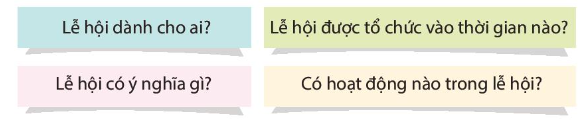 Lễ hội dành cho ai?
Lễ hội được tổ chức vào thời gian nào?
Lễ hội có ý nghĩa gì?
Có hoạt động nào trong lễ hội?